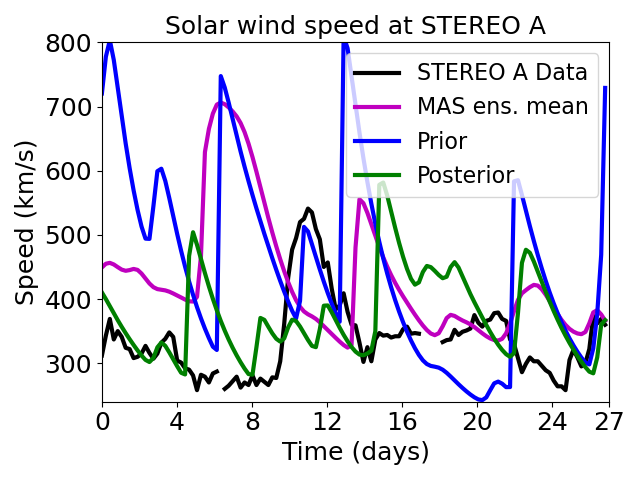 Solar wind speed at STEREO A
800
700
600
500
400
300
Speed (km/s)
STEREO A Data
MAS ens. mean
Prior
Posterior
0 4 8 12 16 20 24 27
Time (days)